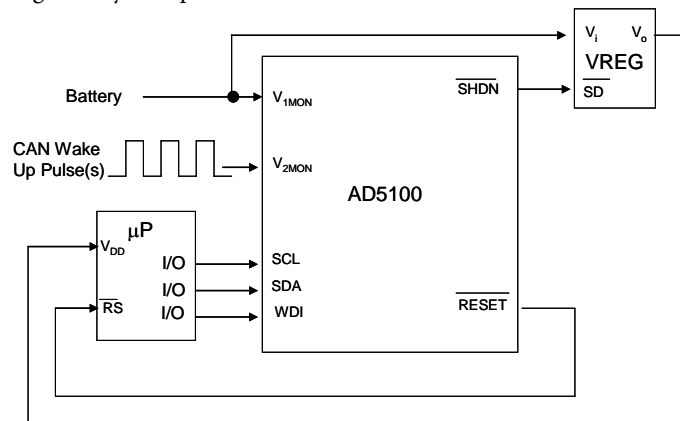 Vi Vo
VREG
SD
Battery
V1MON
SHDN
CAN Wake
Up Pulse(s)
V2MON
AD5100
μP
VDD
I/O SCL
I/O SDA
RS
I/O WDI
RESET